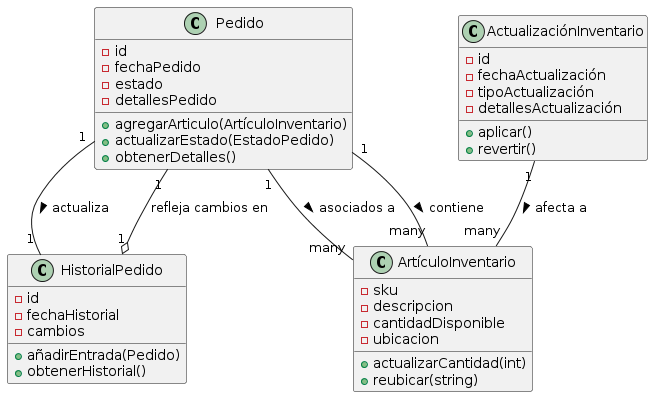 C Pedido
id
fechaPedido
estado
detallesPedido
agregarArticulo(ArtículoInventario)
actualizarEstado(EstadoPedido)
obtenerDetalles()
C ActualizaciónInventario
id
fechaActualización
tipoActualización
detallesActualización
aplicar()
revertir()
1
1
1
1
1
actualiza
refleja cambios en
asociados a
contiene
afecta a
1
1
many
many
many
C HistorialPedido
id
fechaHistorial
cambios
añadirEntrada(Pedido)
obtenerHistorial()
C ArtículoInventario
sku
descripcion
cantidadDisponible
ubicacion
actualizarCantidad(int)
reubicar(string)